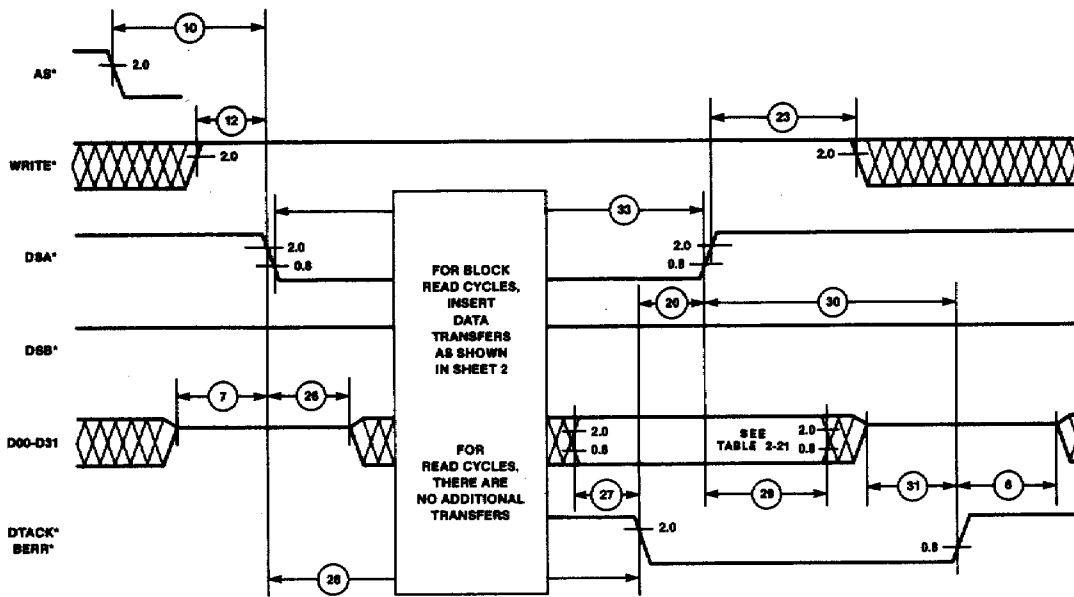 10
AS*
2.0
12
23
WRITE*
2.0
2.0
33
DSA*
2.0
0.8
2.0
0.8
FOR BLOCK
READ CYCLES,
INSERT
DATA
TRANSFERS
AS SHOWN
IN SHEET 2
20
30
DSB*
7
26
D00-D31
2.0
0.8
SEE
TABLE 2-21
2.0
0.8
FOR
READ CYCLES,
THERE ARE
NO ADDITIONAL
TRANSFERS
27
29
31
6
DTACK*
BERR*
2.0
0.8
28